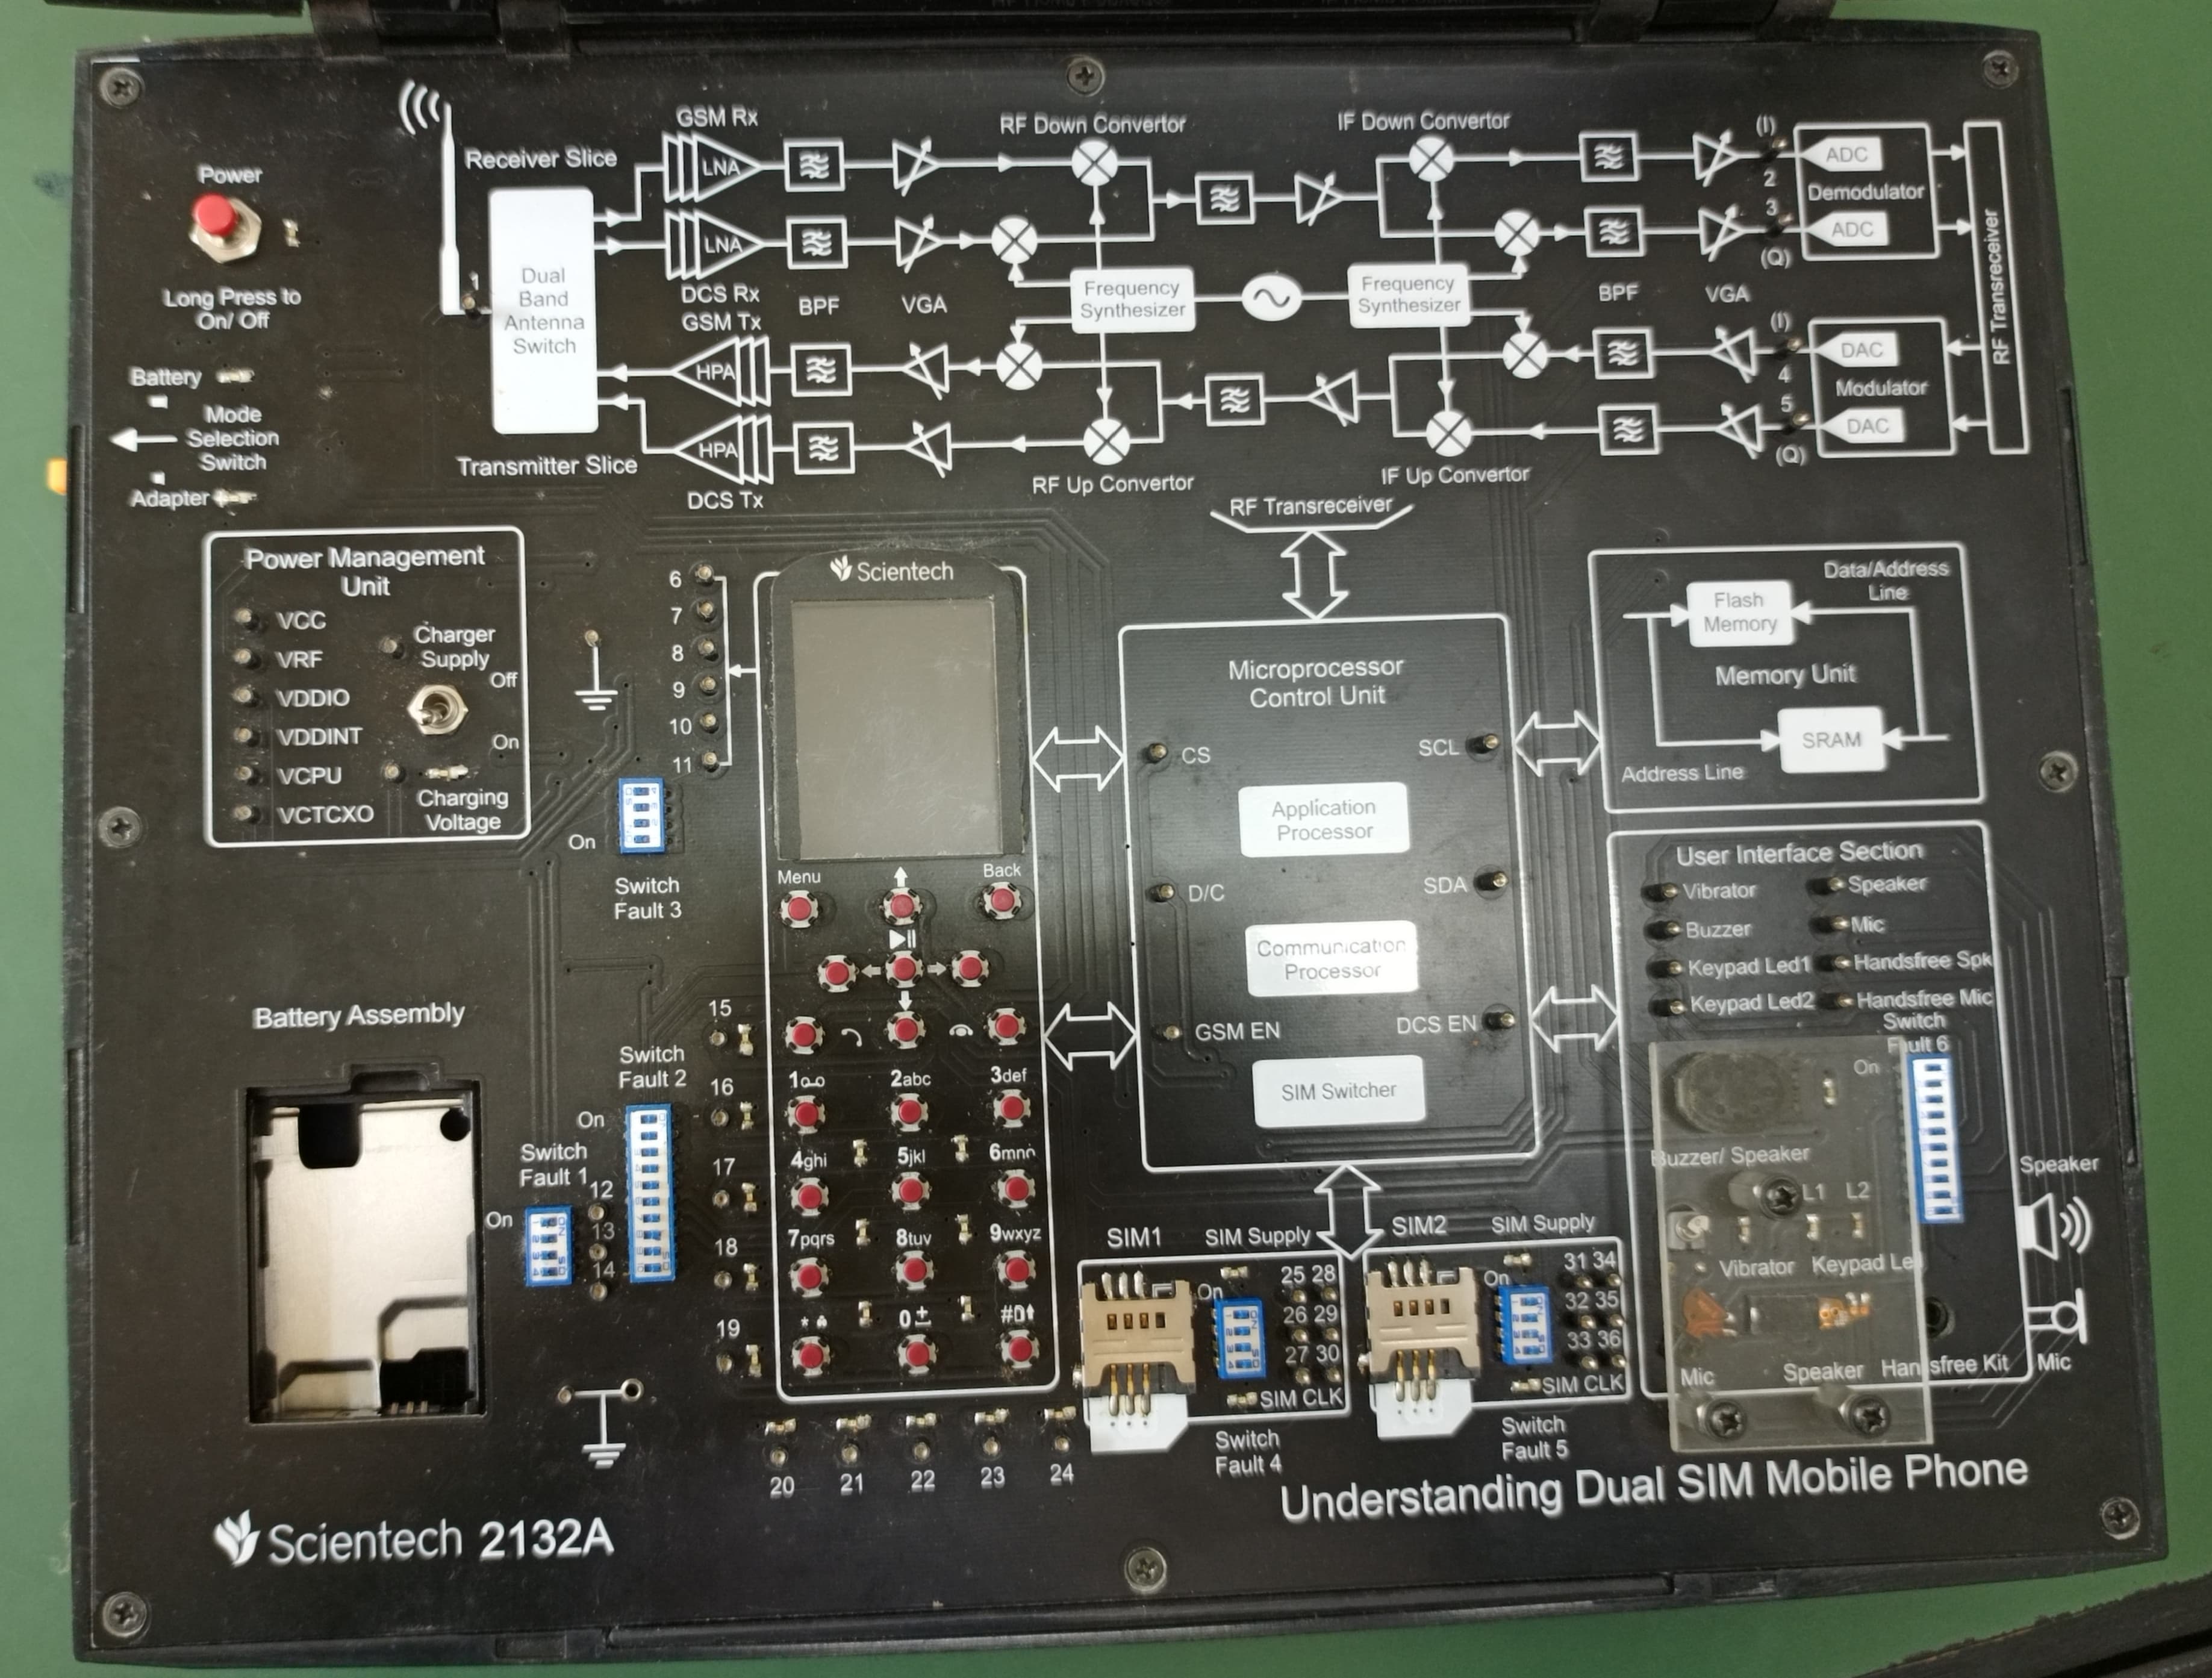 Power
Long Press to
On/ Off
Battery
Mode
Selection
Switch
Adapter
1
Receiver Slice
Dual
Band
Antenna
Switch
Transmitter Slice
GSM Rx
LNA
LNA
DCS Rx
GSM Tx
HPA
HPA
DCS Tx
BPF
VGA
RF Down Convertor
Frequency
Synthesizer
RF Up Convertor
IF Down Convertor
Frequency
Synthesizer
IF Up Convertor
BPF
VGA
(I)
2
3
(Q)
(I)
4
5
(Q)
ADC
Demodulator
ADC
DAC
Modulator
DAC
RF Transreceiver
RF Transreceiver
Power Management
Unit
VCC
VRF
VDDIO
VDDINT
VCPU
VCTCXO
Charger
Supply
Off
On
Charging
Voltage
6
7
8
9
10
11
On
Switch
Fault 3
Scientech
Menu
Back
1
2abc
3def
4ghi
5jkl
6mno
7pqrs
8tuv
9wxyz
*
0±
#
Microprocessor
Control Unit
CS
SCL
Application
Processor
D/C
SDA
Communication
Processor
GSM EN
DCS EN
SIM Switcher
Data/Address
Line
Flash
Memory
Memory Unit
SRAM
Address Line
User Interface Section
Vibrator
Speaker
Buzzer
Mic
Keypad Led1
Handsfree Spk
Keypad Led2
Handsfree Mic
Switch
Fault 6
On
Buzzer/ Speaker
L1 L2
Vibrator
Keypad Led
Mic
Speaker
Handsfree Kit
Speaker
Mic
Battery Assembly
Switch
Fault 2
On
Switch
Fault 1
On
12
13
14
15
16
17
18
19
20
21
22
23
24
SIM1
SIM Supply
On
25 28
26 29
27 30
SIM CLK
Switch
Fault 4
SIM2
SIM Supply
On
31 34
32 35
33 36
SIM CLK
Switch
Fault 5
Understanding Dual SIM Mobile Phone
Scientech 2132A